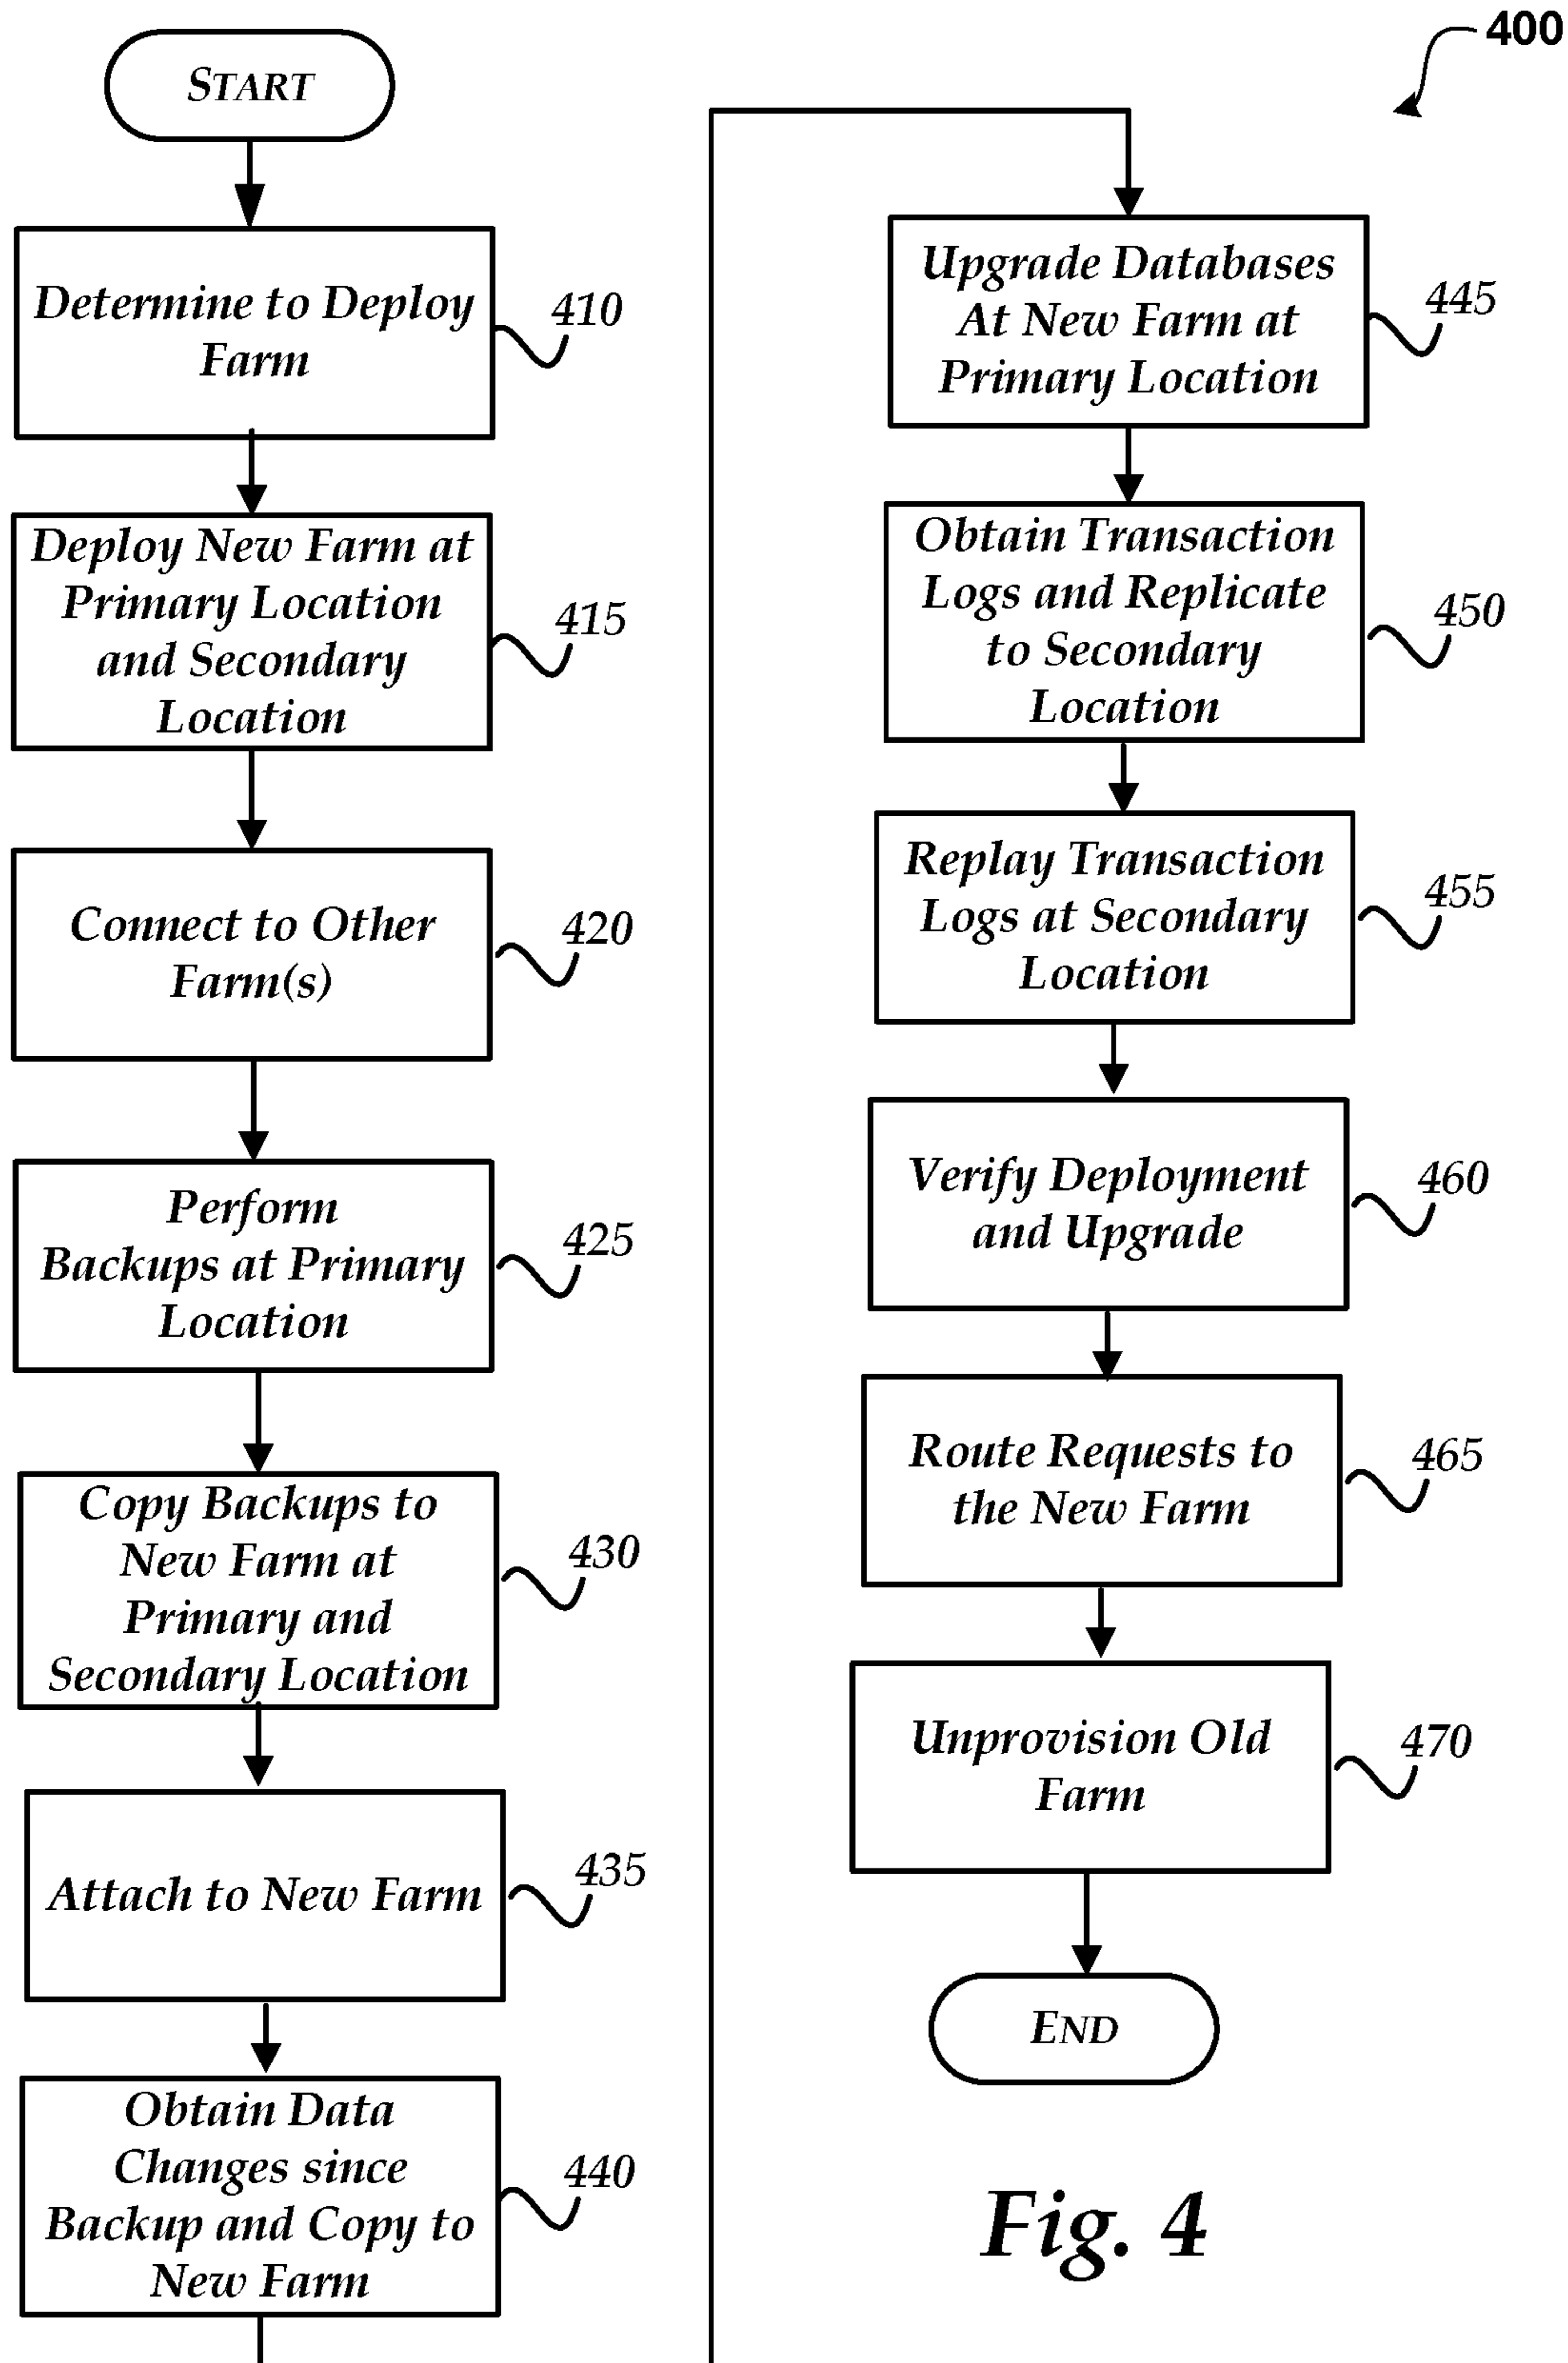 400
START
Determine to Deploy
Farm
410
Deploy New Farm at
Primary Location
and Secondary
Location
415
Connect to Other
Farm(s)
420
Perform
Backups at Primary
Location
425
Copy Backups to
New Farm at
Primary and
Secondary Location
430
Attach to New Farm
435
Obtain Data
Changes since
Backup and Copy to
New Farm
440
Upgrade Databases
At New Farm at
Primary Location
445
Obtain Transaction
Logs and Replicate
to Secondary
Location
450
Replay Transaction
Logs at Secondary
Location
455
Verify Deployment
and Upgrade
460
Route Requests to
the New Farm
465
Unprovision Old
Farm
470
END
Fig. 4